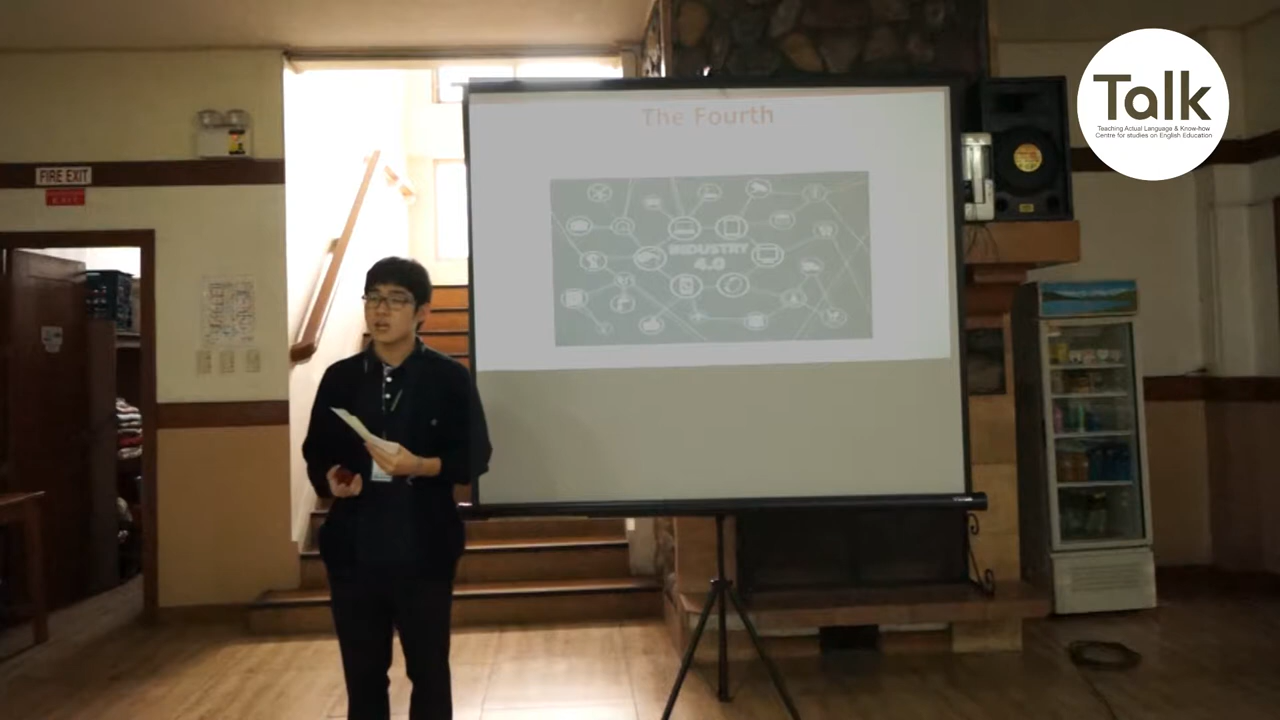 The Fourth
INDUSTRY
4.0
FIRE EXIT
EXIT
Talk
Teaching Actual Language & Know-how
Centre for studies on English Education